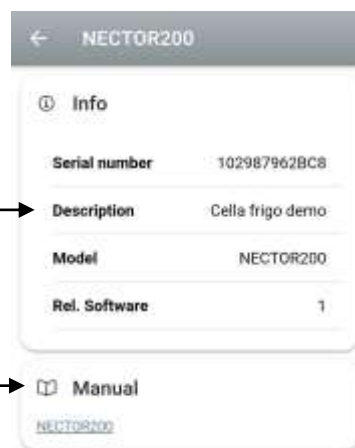 NECTOR200
Info
Serial number 102987962BC8
Description Cella frigo demo
Model NECTOR200
Rel. Software 1
Manual
NECTOR200